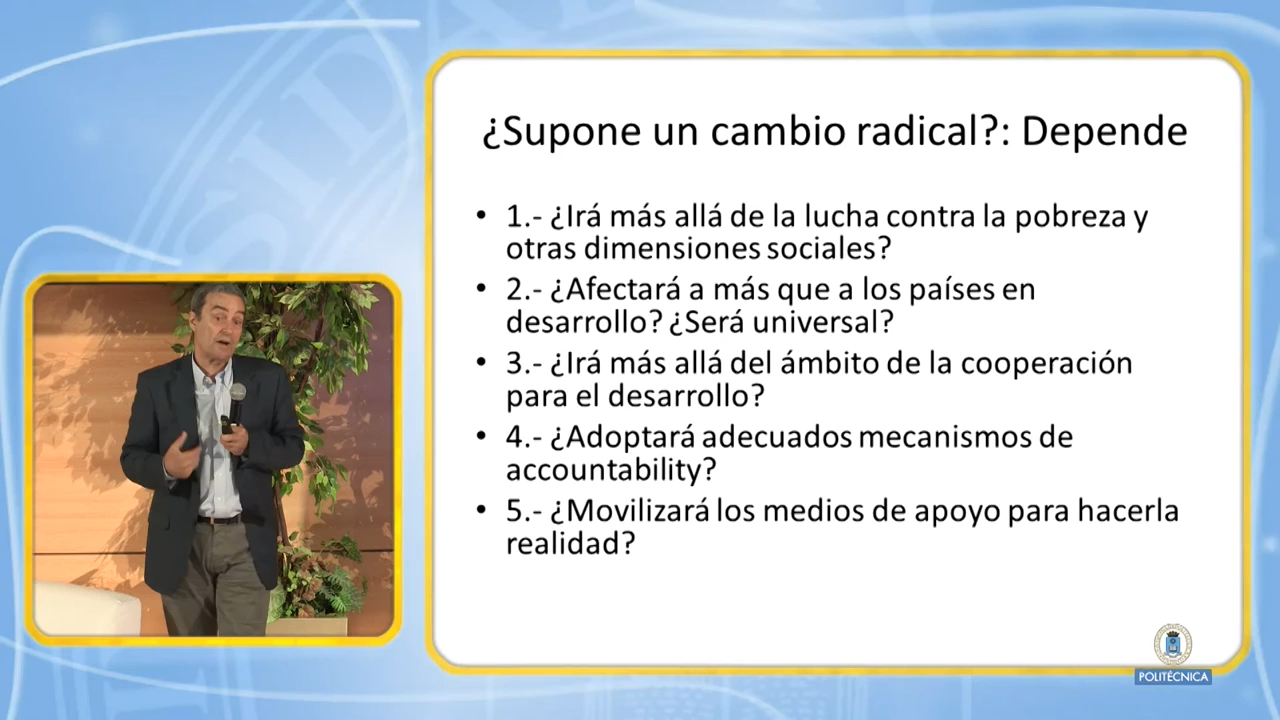 ¿Supone un cambio radical?: Depende
• 1.- ¿Irá más allá de la lucha contra la pobreza y
otras dimensiones sociales?
• 2.- ¿Afectará a más que a los países en
desarrollo? ¿Será universal?
• 3.- ¿Irá más allá del ámbito de la cooperación
para el desarrollo?
• 4.- ¿Adoptará adecuados mecanismos de
accountability?
• 5.- ¿Movilizará los medios de apoyo para hacerla
realidad?
POLITÉCNICA